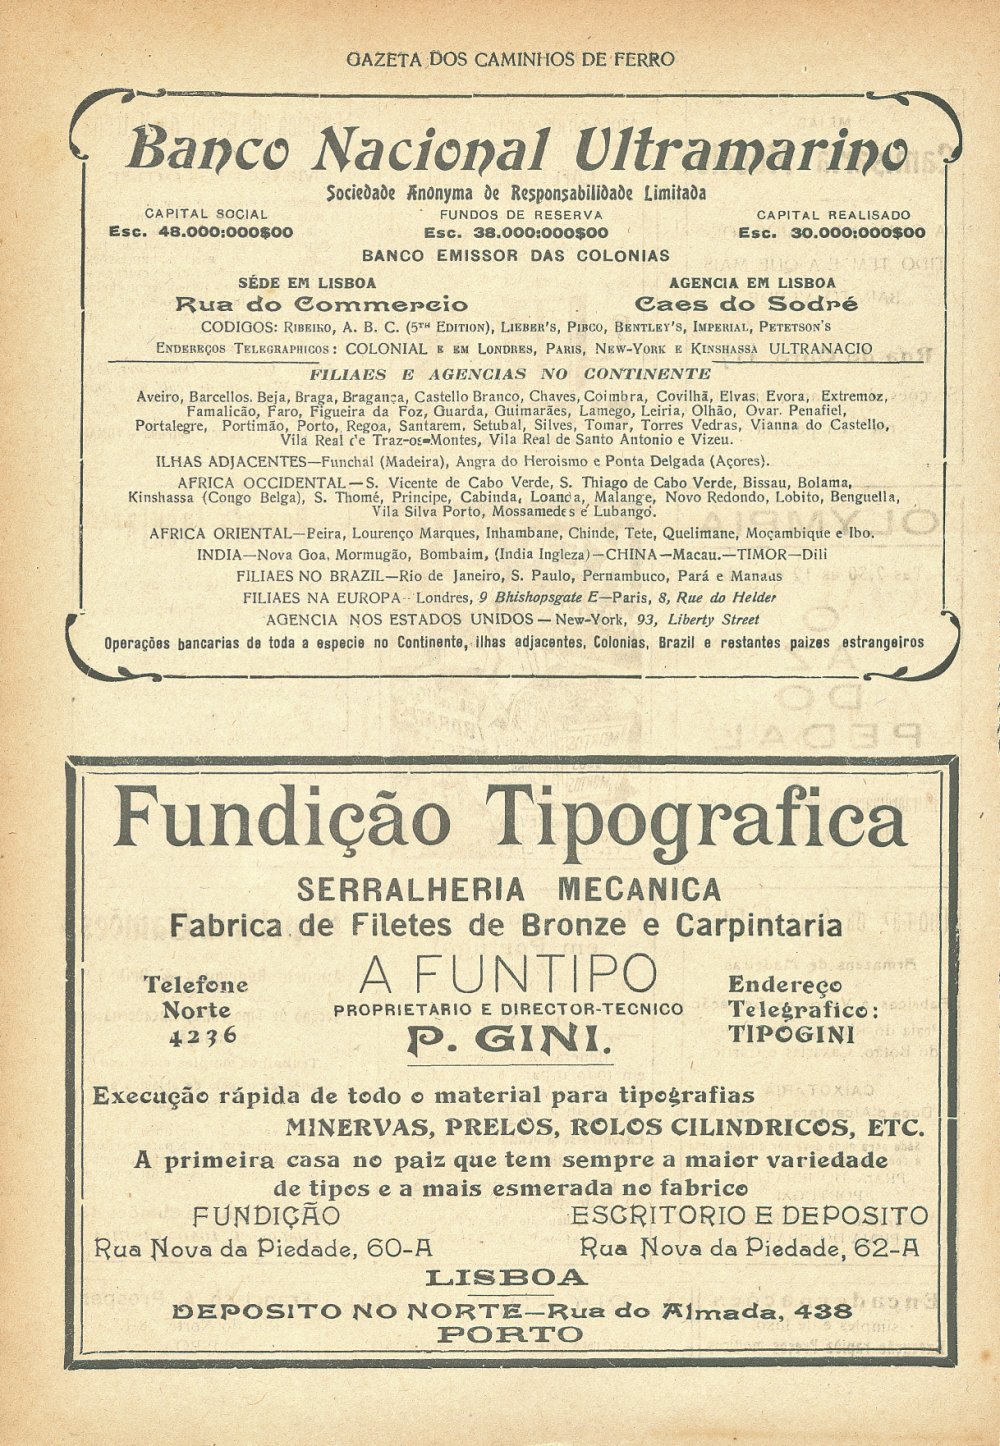 GAZETA DOS CAMINHOS DE FERRO
Banco Nacional Ultramarino
Sociedade Anonyma de Responsabilidade Limitada
CAPITAL SOCIAL
Esc. 48.000:000$00
FUNDOS DE RESERVA
Esc. 38.000:000$00
CAPITAL REALISADO
Esc. 30.000:000$00
BANCO EMISSOR DAS COLONIAS
SÉDE EM LISBOA
Rua do Commercio
AGENCIA EM LISBOA
Caes do Sodré
CODIGOS: RIBEIRO, A. B. C. (5TH EDITION), LIEBER'S, PIBCO, BENTLEY'S, IMPERIAL, PETETSON'S
ENDEREÇOS TELEGRAPHICOS: COLONIAL E EM LONDRES, PARIS, NEW-YORK E KINSHASSA ULTRANACIO
FILIAES E AGENCIAS NO CONTINENTE
Aveiro, Barcellos. Beja, Braga, Bragança, Castello Branco, Chaves, Coimbra, Covilhã, Elvas, Evora, Extremoz,
Famalicão, Faro, Figueira da Foz, Guarda, Guimarães, Lamego, Leiria, Olhão, Ovar. Penafiel,
Portalegre, Portimão, Porto, Regoa, Santarem, Setubal, Silves, Tomar, Torres Vedras, Vianna do Castello,
Vila Real de Traz-os-Montes, Vila Real de Santo Antonio e Vizeu.
ILHAS ADJACENTES—Funchal (Madeira), Angra do Heroismo e Ponta Delgada (Açores).
AFRICA OCCIDENTAL—S. Vicente de Cabo Verde, S. Thiago de Cabo Verde, Bissau, Bolama,
Kinshassa (Congo Belga), S. Thomé, Principe, Cabinda, Loanda, Malange, Novo Redondo, Lobito, Benguella,
Vila Silva Porto, Mossamedes e Lubango.
AFRICA ORIENTAL—Beira, Lourenço Marques, Inhambane, Chinde, Tete, Quelimane, Moçambique e Ibo.
INDIA—Nova Goa, Mormugão, Bombaim, (India Ingleza)—CHINA—Macau.—TIMOR—Dili
FILIAES NO BRAZIL—Rio de Janeiro, S. Paulo, Pernambuco, Pará e Manaus
FILIAES NA EUROPA—Londres, 9 Bhishopsgate E—Paris, 8, Rue do Helder
AGENCIA NOS ESTADOS UNIDOS—New-York, 93, Liberty Street
Operações bancarias de toda a especie no Continente, ilhas adjacentes, Colonias, Brazil e restantes paizes estrangeiros
Fundição Tipografica
SERRALHERIA MECANICA
Fabrica de Filetes de Bronze e Carpintaria
Telefone
Norte
4236
A FUNTIPO
PROPRIETARIO E DIRECTOR-TECNICO
P. GINI.
Endereço
Telegráfico:
TIPOGINI
Execução rápida de todo o material para tipografias
MINERVAS, PRELOS, ROLOS CILINDRICOS, ETC.
A primeira casa no paiz que tem sempre a maior variedade
de tipos e a mais esmerada no fabrico
FUNDIÇÃO
Rua Nova da Piedade, 60-A
ESCRITORIO E DEPOSITO
Rua Nova da Piedade, 62-A
LISBOA
DEPOSITO NO NORTE—Rua do Almada, 438
PORTO